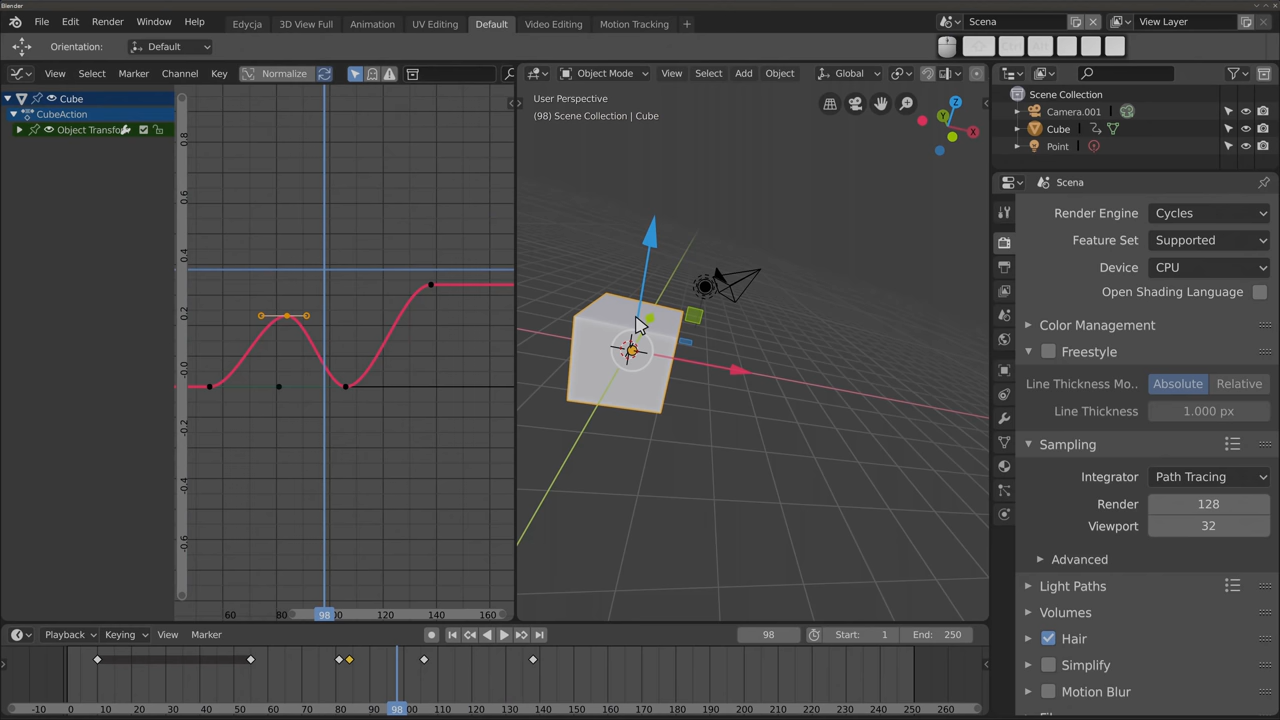 Blender
File Edit Render Window Help Edycja 3D View Full Animation UV Editing Default Video Editing Motion Tracking + Scena View Layer
Orientation: Default Ctrl Alt
View Select Marker Channel Key Normalize Object Mode View Select Add Object Global
Cube
CubeAction
Object Transfo
0.8
0.6
0.4
0.2
-0.0
-0.2
-0.4
-0.6
60 80 98 120 140 160
User Perspective
(98) Scene Collection | Cube
Z
Y
X
Scene Collection
Camera.001
Cube
Point
Scena
Render Engine Cycles
Feature Set Supported
Device CPU
Open Shading Language
Color Management
Freestyle
Line Thickness Mo.. Absolute Relative
Line Thickness 1.000 px
Sampling
Integrator Path Tracing
Render 128
Viewport 32
Advanced
Light Paths
Volumes
Hair
Simplify
Motion Blur
Playback Keying View Marker 98 Start: 1 End: 250
-10 0 10 20 30 40 50 60 70 80 90 98 110 120 130 140 150 160 170 180 190 200 210 220 230 240 250 260